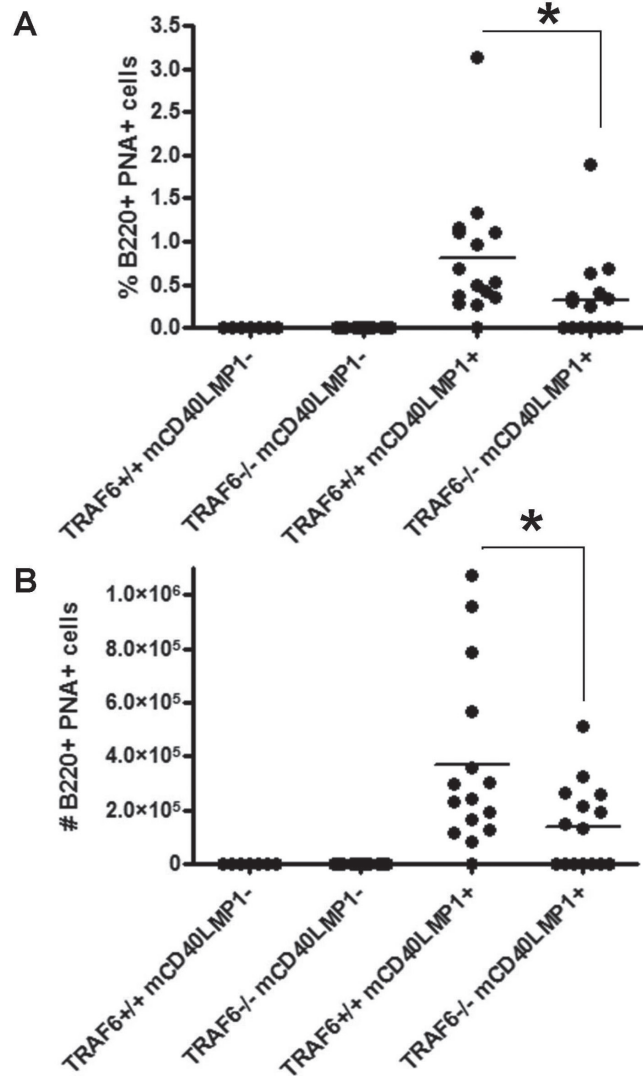 A
*
% B220+ PNA+ cells
3.5
3.0
2.5
2.0
1.5
1.0
0.5
0.0
TRAF6+/+ mCD40LMP1-
TRAF6-/- mCD40LMP1-
TRAF6+/+ mCD40LMP1+
TRAF6-/- mCD40LMP1+
B
*
# B220+ PNA+ cells
1.0×10⁶
8.0×10⁵
6.0×10⁵
4.0×10⁵
2.0×10⁵
0
TRAF6+/+ mCD40LMP1-
TRAF6-/- mCD40LMP1-
TRAF6+/+ mCD40LMP1+
TRAF6-/- mCD40LMP1+